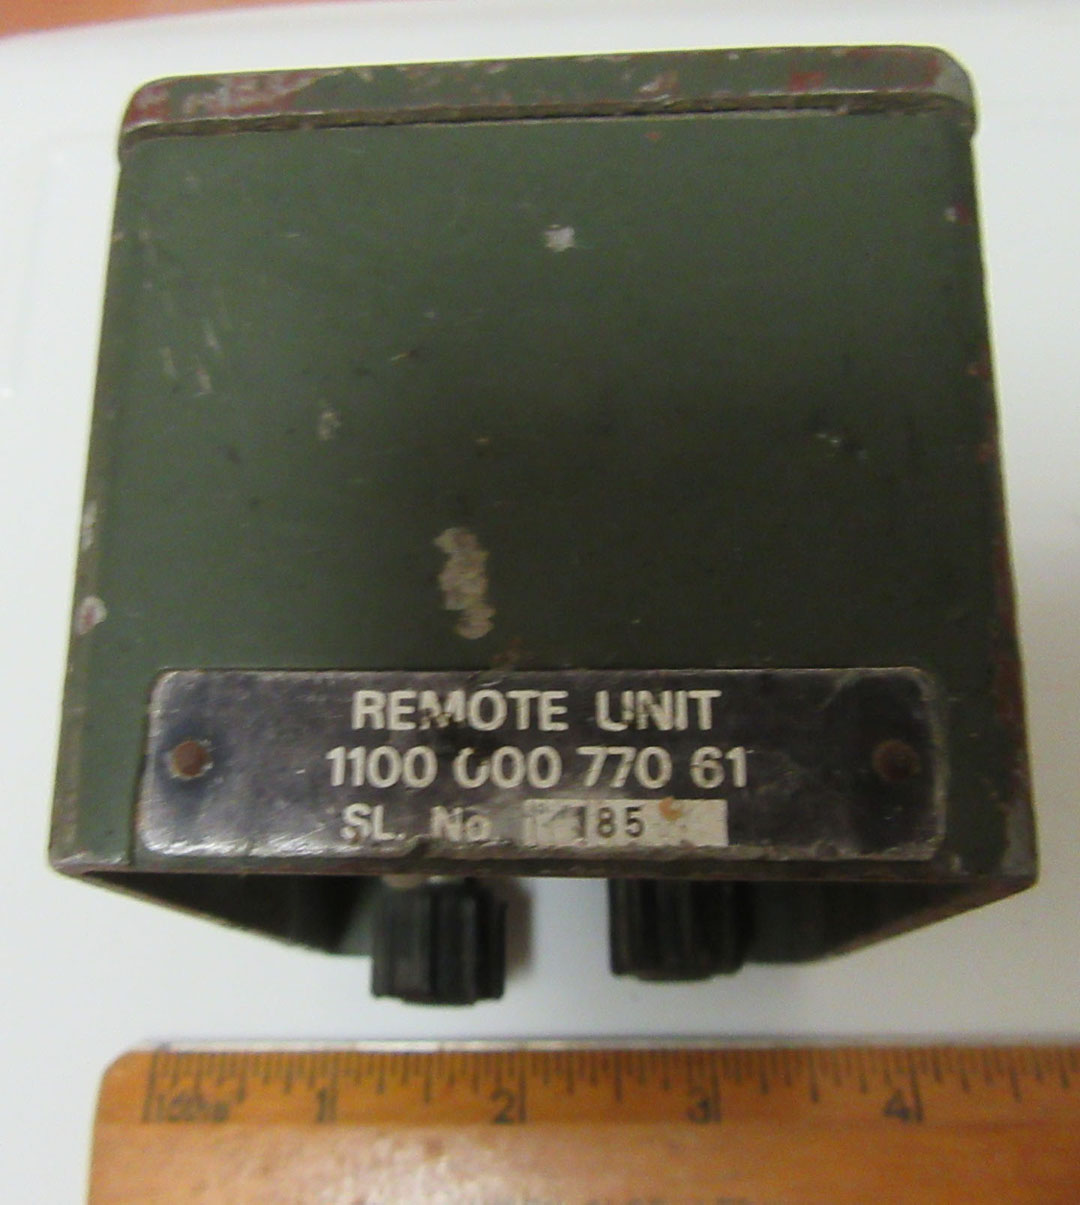 REMOTE UNIT
1100 000 770 61
SL. No. 185
1 2 3 4